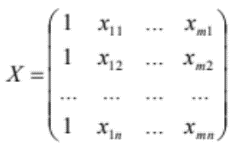 1 x₁₁ ... xₘ₁
1 x₁₂ ... xₘ₂
X =
... ... ... ...
1 x₁ₙ ... xₘₙ